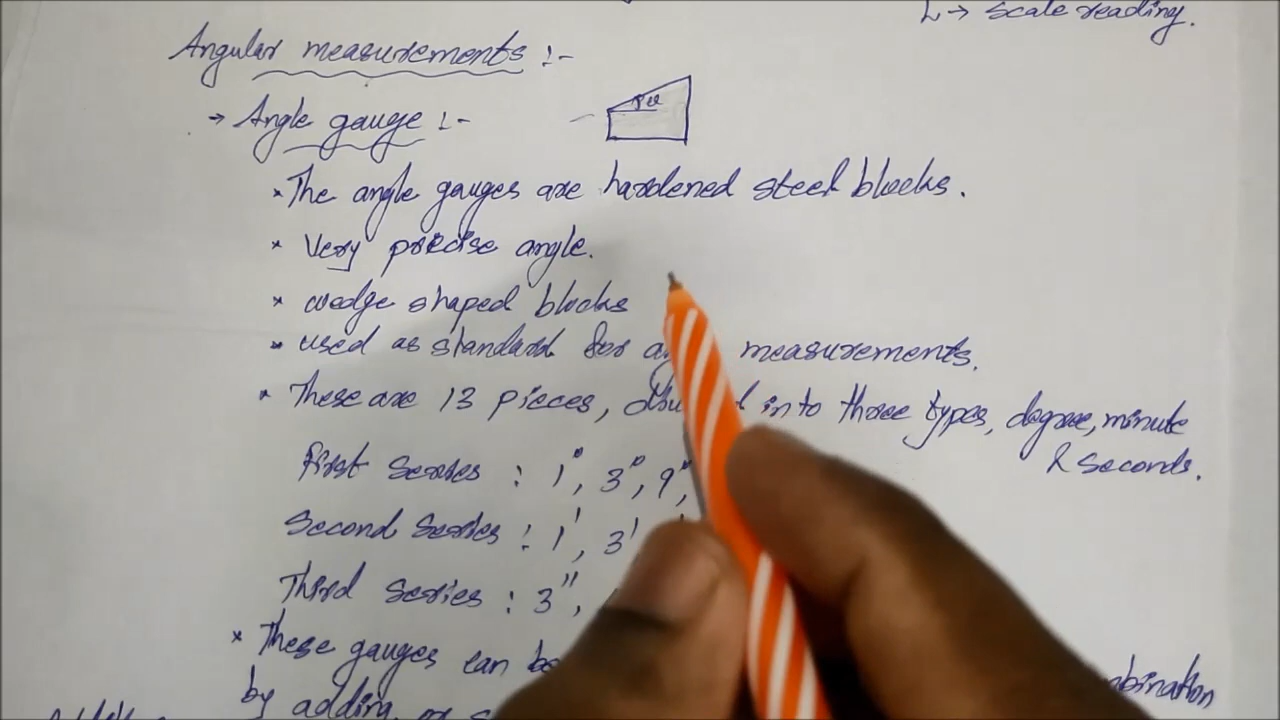 L → scale reading.
Angular measurements :-
→ Angle gauge :-
* The angle gauges are hardened steel blocks.
* Very precise angle.
* wedge shaped blocks
* used as standard for measurements.
* These are 13 pieces, into three types, degree, minute
& seconds.
First series : 1°, 3°, 9°,
Second series : 1', 3'
Third series : 3",
* These gauges can be
by adding